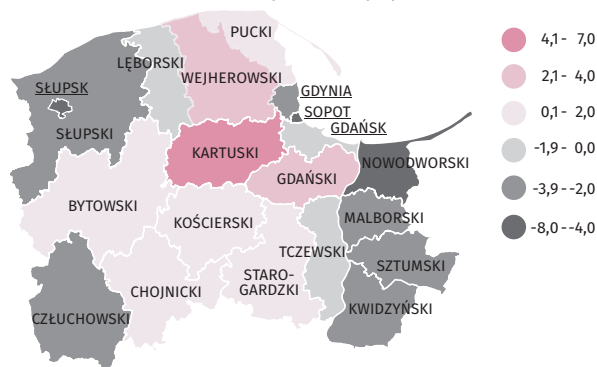 PUCKI
LĘBORSKI
WEJHEROWSKI
SŁUPSK
GDYNIA
SOPOT
GDAŃSK
SŁUPSKI
KARTUSKI
NOWODWORSKI
GDAŃSKI
BYTOWSKI
KOŚCIERSKI
MALBORSKI
TCZEWSKI
SZTUMSKI
STARO-
GARDZKI
CHOJNICKI
KWIDZYŃSKI
CZŁUCHOWSKI
4,1- 7,0
2,1- 4,0
0,1- 2,0
-1,9- 0,0
-3,9--2,0
-8,0--4,0